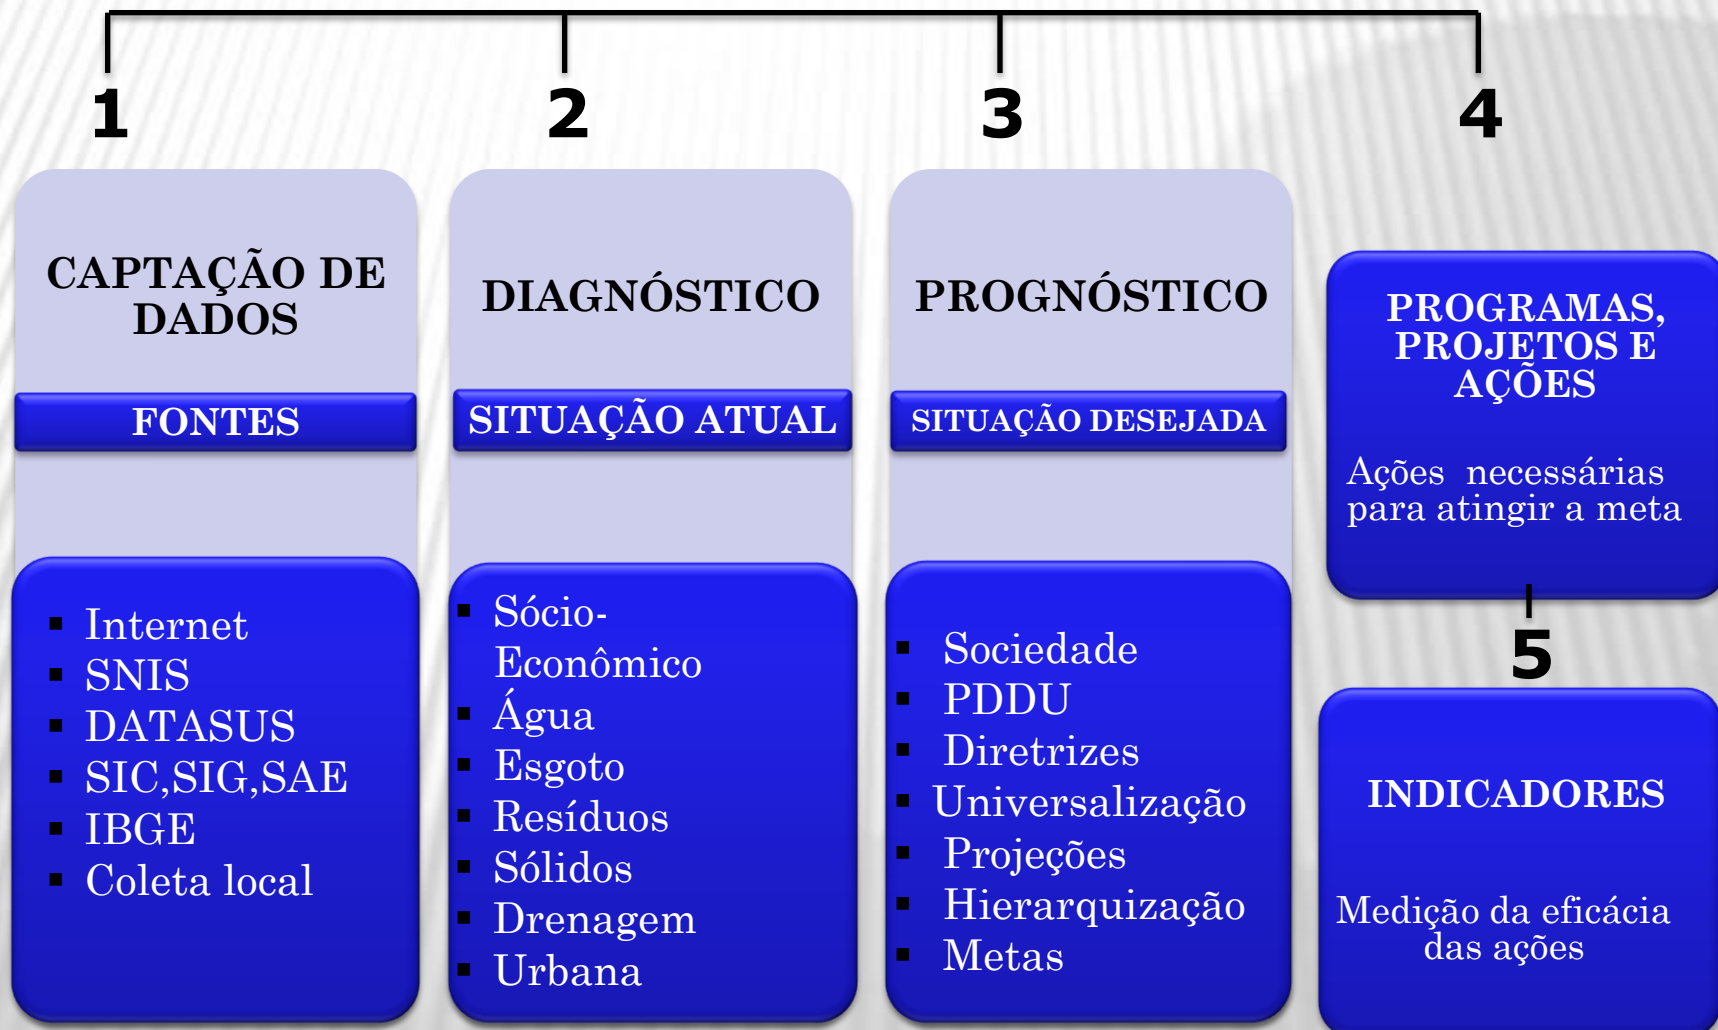 1
CAPTAÇÃO DE
DADOS
FONTES
▪ Internet
▪ SNIS
▪ DATASUS
▪ SIC,SIG,SAE
▪ IBGE
▪ Coleta local
2
DIAGNÓSTICO
SITUAÇÃO ATUAL
▪ Sócio-
Econômico
▪ Água
▪ Esgoto
▪ Resíduos
▪ Sólidos
▪ Drenagem
▪ Urbana
3
PROGNÓSTICO
SITUAÇÃO DESEJADA
▪ Sociedade
▪ PDDU
▪ Diretrizes
▪ Universalização
▪ Projeções
▪ Hierarquização
▪ Metas
4
PROGRAMAS,
PROJETOS E
AÇÕES
Ações necessárias
para atingir a meta
5
INDICADORES
Medição da eficácia
das ações